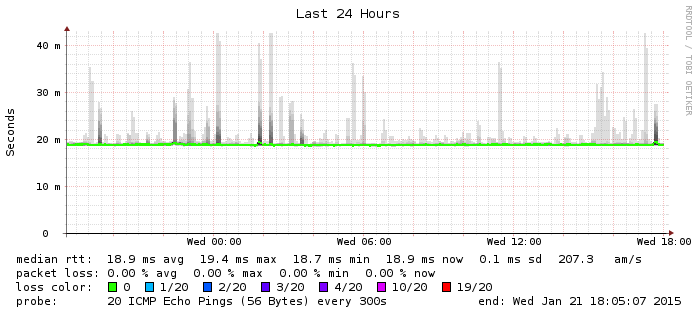 Last 24 Hours
RRDTOOL / TOBI OETIKER
Seconds
40 m
30 m
20 m
10 m
0
Wed 00:00 Wed 06:00 Wed 12:00 Wed 18:00
median rtt: 18.9 ms avg 19.4 ms max 18.7 ms min 18.9 ms now 0.1 ms sd 207.3 am/s
packet loss: 0.00 % avg 0.00 % max 0.00 % min 0.00 % now
loss color: 0 1/20 2/20 3/20 4/20 10/20 19/20
probe: 20 ICMP Echo Pings (56 Bytes) every 300s end: Wed Jan 21 18:05:07 2015